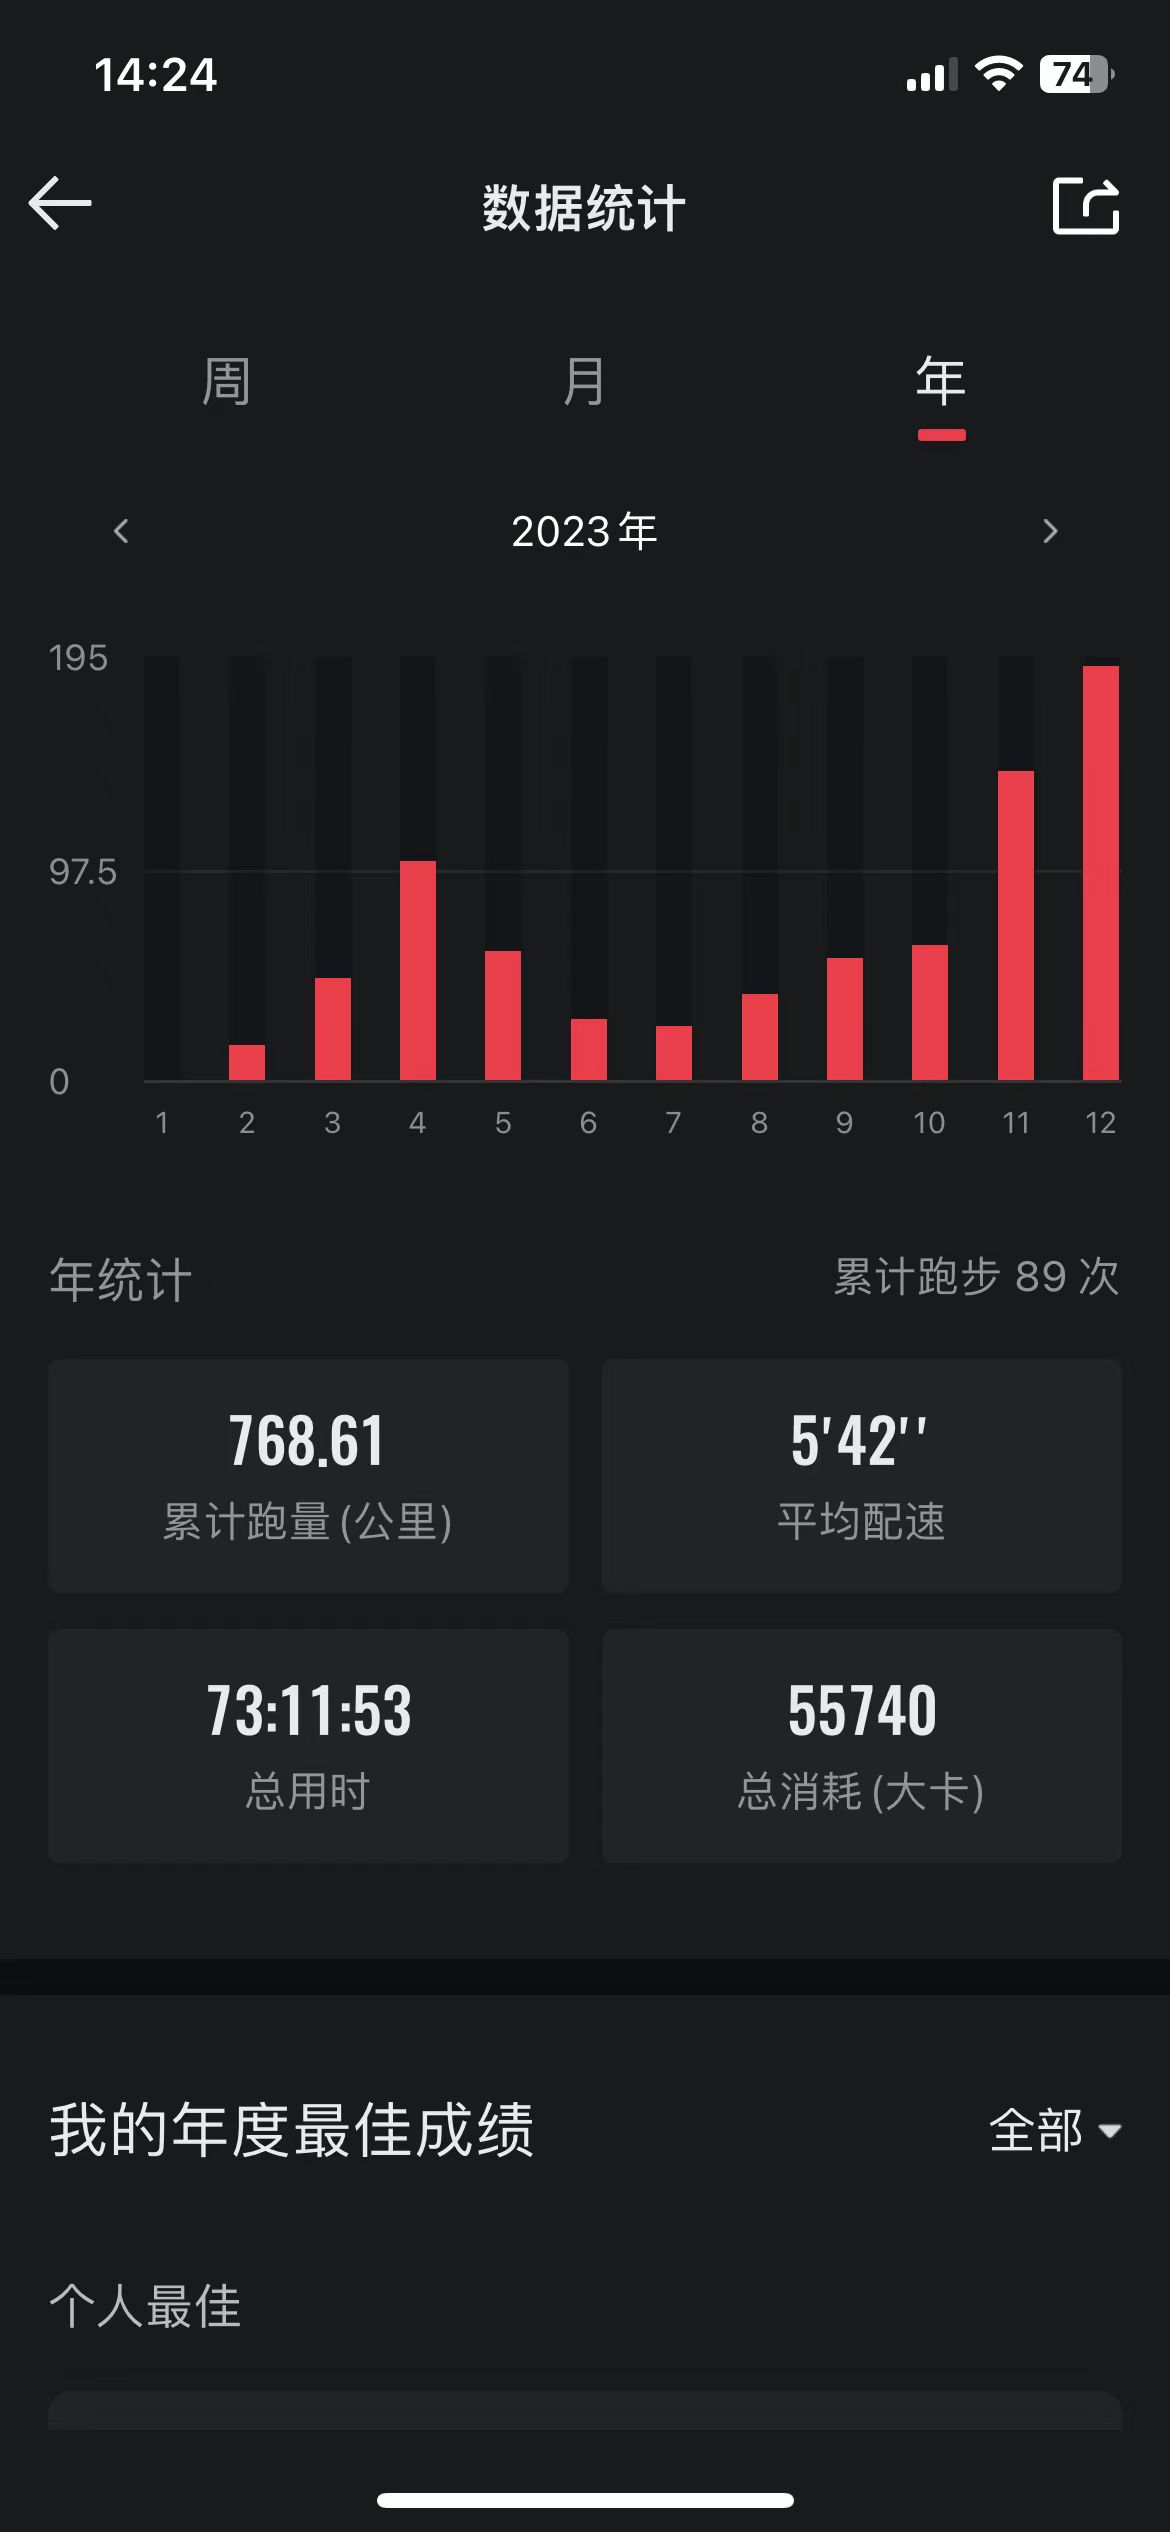 14:24
74
数据统计
周 月 年
2023年
195
97.5
0
1 2 3 4 5 6 7 8 9 10 11 12
年统计 累计跑步 89 次
768.61 5'42''
累计跑量(公里) 平均配速
73:11:53 55740
总用时 总消耗(大卡)
我的年度最佳成绩 全部
个人最佳